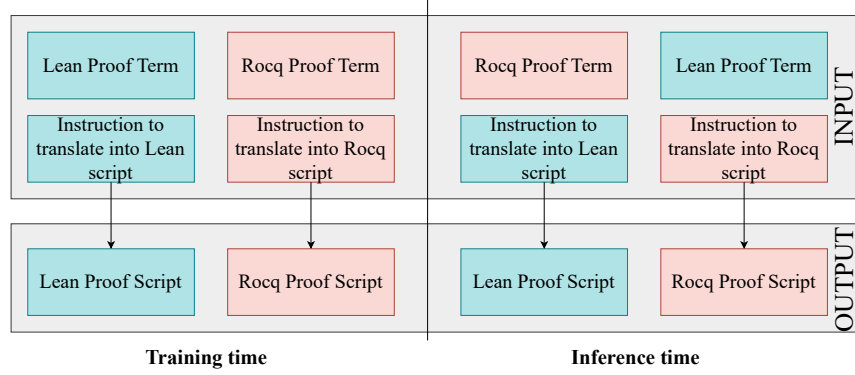 Lean Proof Term
Rocq Proof Term
Rocq Proof Term
Lean Proof Term
INPUT
Instruction to
translate into Lean
script
Instruction to
translate into Rocq
script
Instruction to
translate into Lean
script
Instruction to
translate into Rocq
script
Lean Proof Script
Rocq Proof Script
Lean Proof Script
Rocq Proof Script
OUTPUT
Training time
Inference time